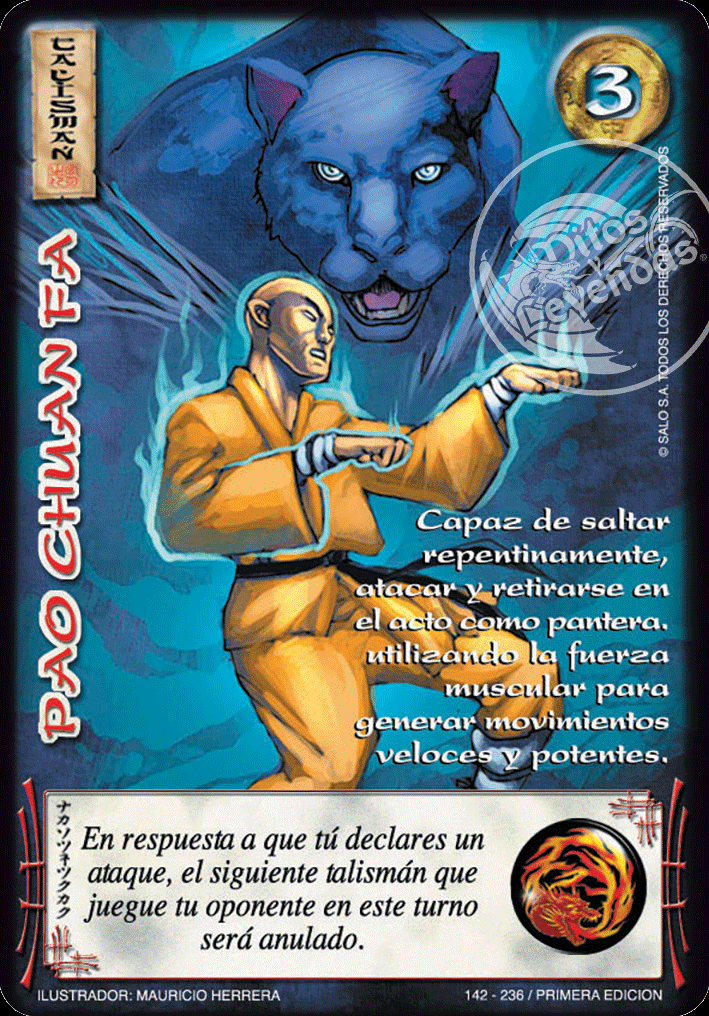 TALISMAN
3
Mitos y Leyendas
®
© SALO S.A. TODOS LOS DERECHOS RESERVADOS
PAO CHUAN FA
Capaz de saltar
repentinamente,
atacar y retirarse en
el acto como pantera,
utilizando la fuerza
muscular para
generar movimientos
veloces y potentes.
ナカソツネツクカク
En respuesta a que tú declares un
ataque, el siguiente talismán que
juegue tu oponente en este turno
será anulado.
ILUSTRADOR: MAURICIO HERRERA
142 - 236 / PRIMERA EDICION